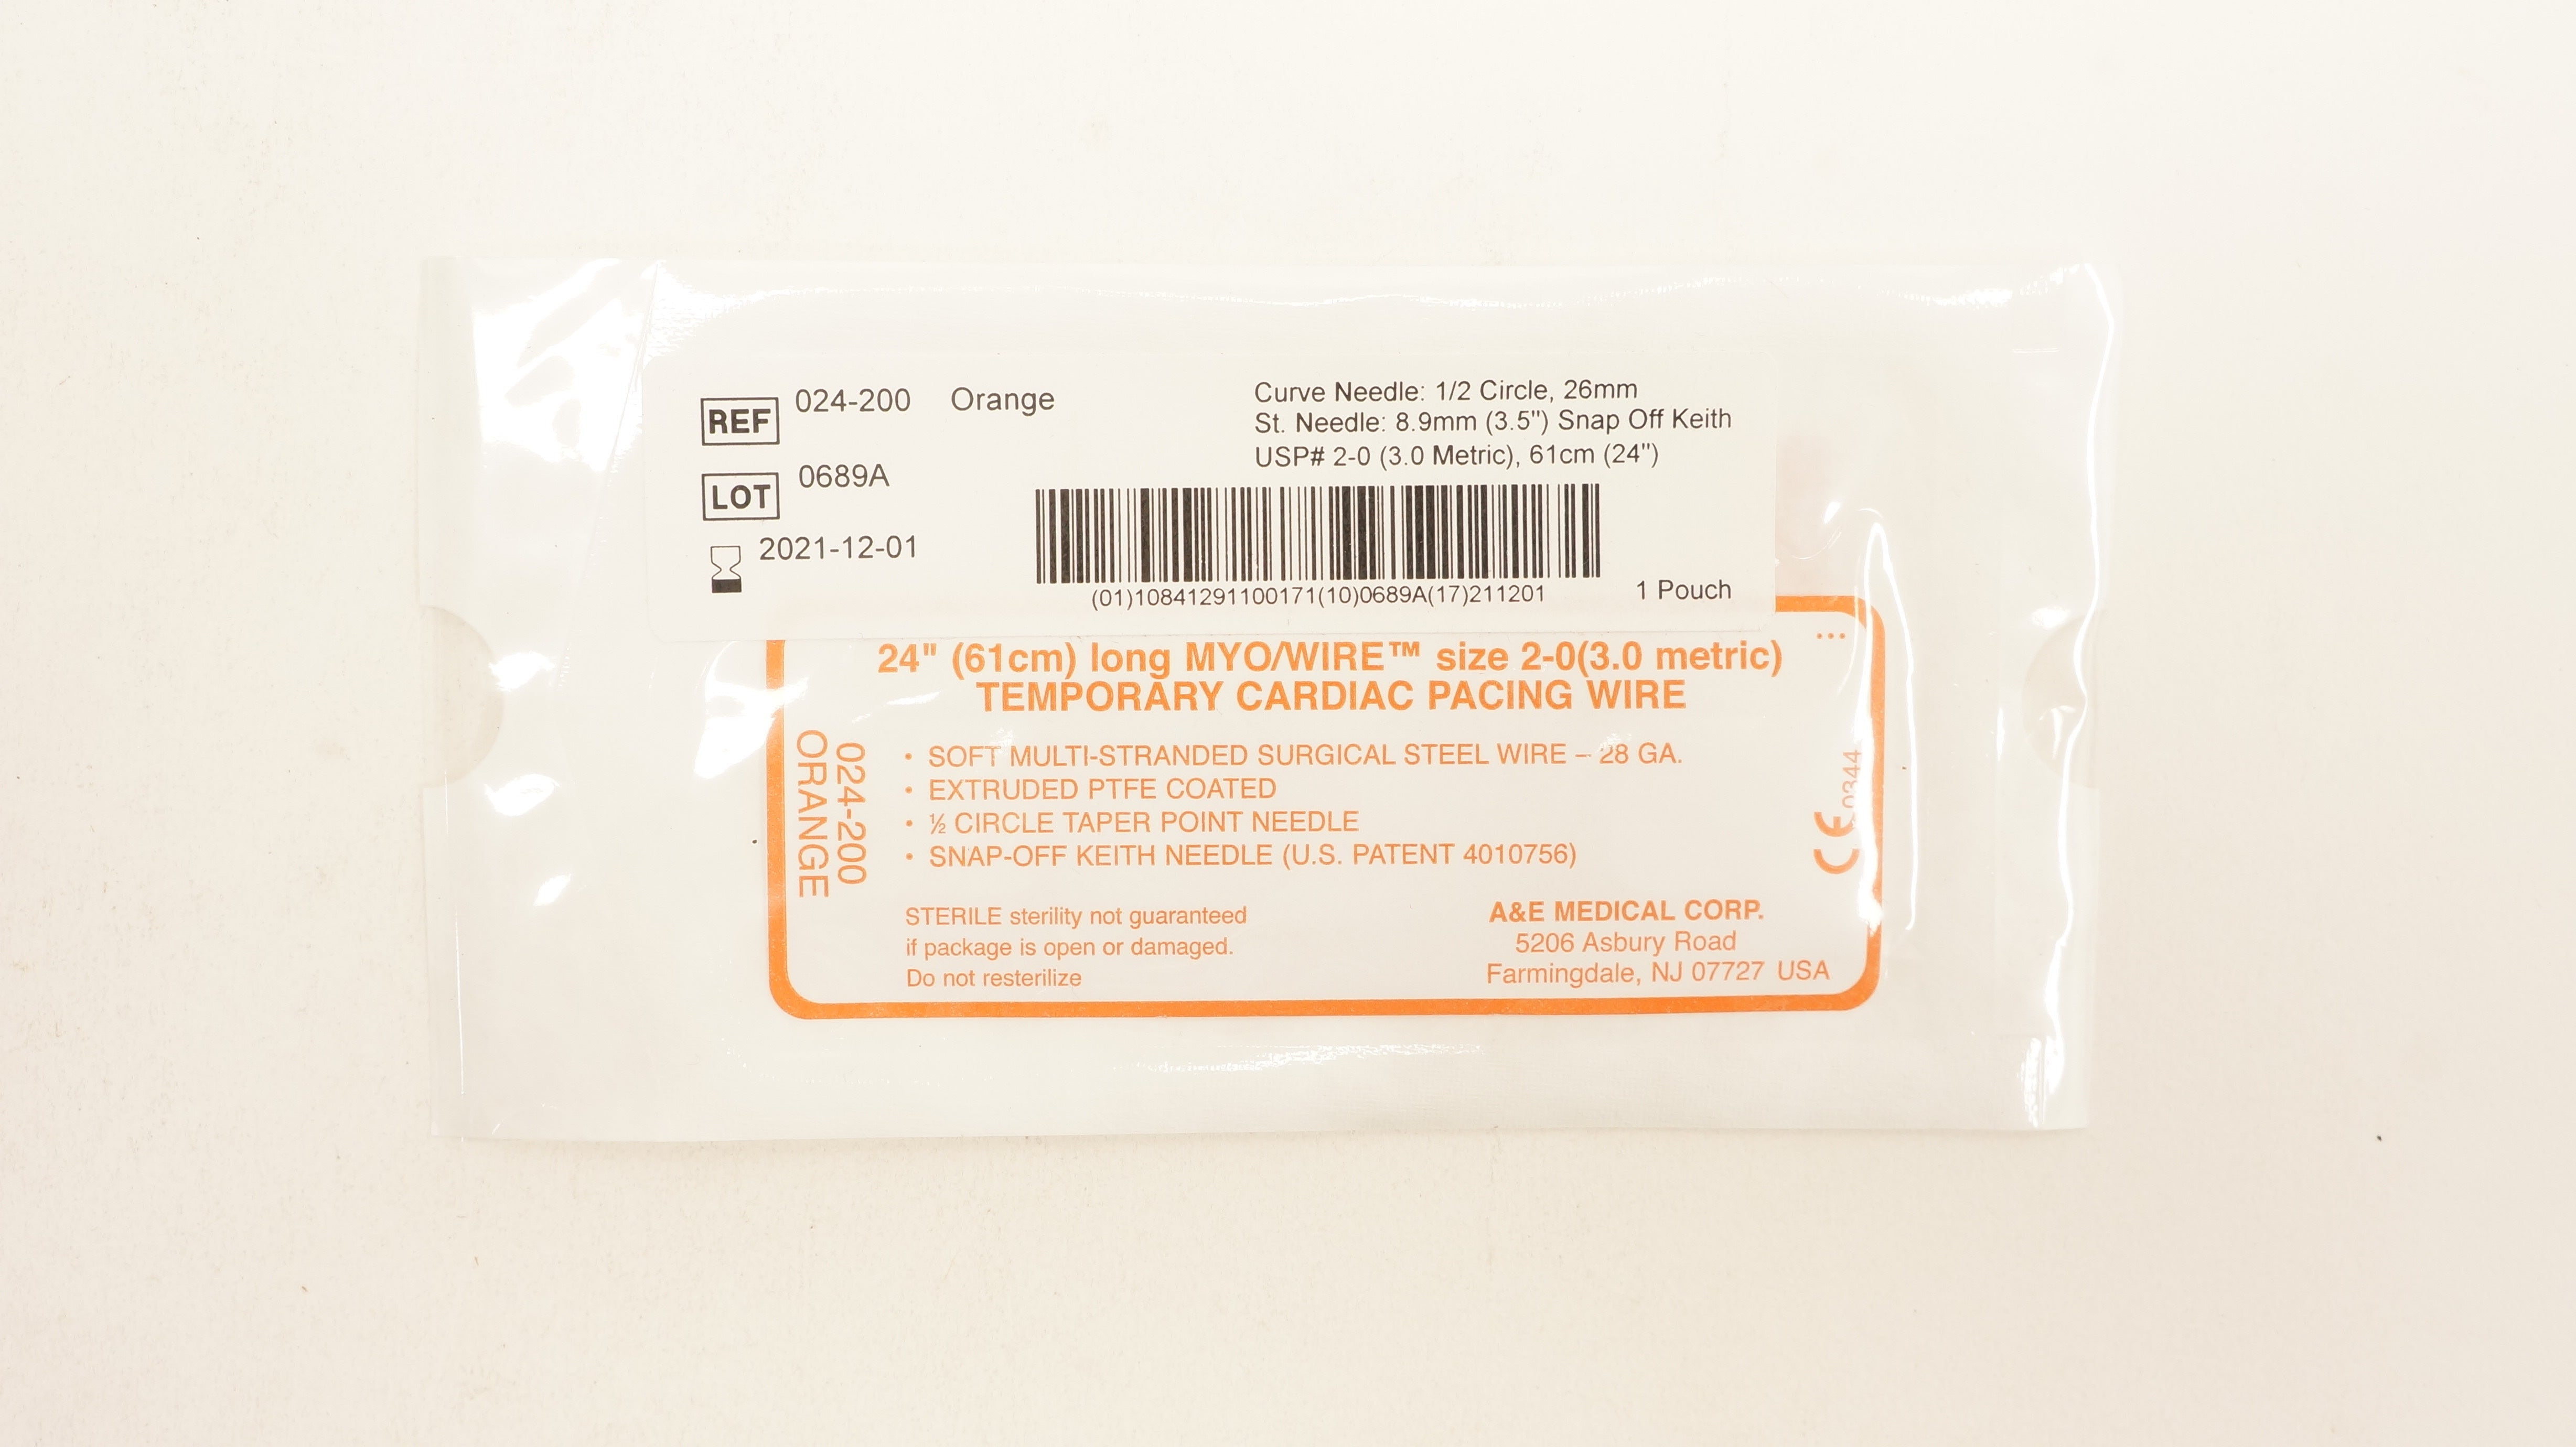 REF 024-200 Orange
LOT 0689A
2021-12-01
Curve Needle: 1/2 Circle, 26mm
St. Needle: 8.9mm (3.5") Snap Off Keith
USP# 2-0 (3.0 Metric), 61cm (24")
(01)10841291100171(10)0689A(17)211201
1 Pouch
24" (61cm) long MYO/WIRE™ size 2-0(3.0 metric)
TEMPORARY CARDIAC PACING WIRE
024-200
ORANGE
• SOFT MULTI-STRANDED SURGICAL STEEL WIRE – 28 GA.
• EXTRUDED PTFE COATED
• ½ CIRCLE TAPER POINT NEEDLE
• SNAP-OFF KEITH NEEDLE (U.S. PATENT 4010756)
STERILE sterility not guaranteed
if package is open or damaged.
Do not resterilize
A&E MEDICAL CORP.
5206 Asbury Road
Farmingdale, NJ 07727 USA
CE 0344